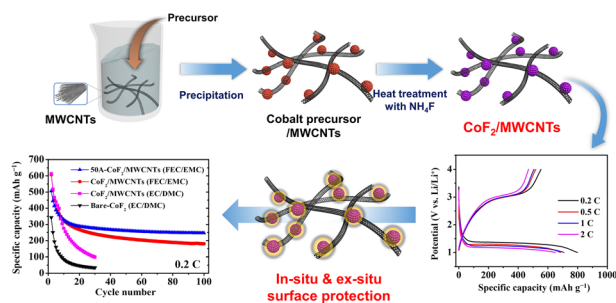 Precursor
MWCNTs
Precipitation
Cobalt precursor
/MWCNTs
Heat treatment
with NH₄F
CoF₂/MWCNTs
700
600
500
400
300
200
100
0
Specific capacity (mAh g⁻¹)
50A-CoF₂/MWCNTs (FEC/EMC)
CoF₂/MWCNTs (FEC/EMC)
CoF₂/MWCNTs (EC/DMC)
Bare-CoF₂ (EC/DMC)
0.2 C
0 20 40 60 80 100
Cycle number
In-situ & ex-situ
surface protection
Potential (V vs. Li/Li⁺)
4
3
2
1
0.2 C
0.5 C
1 C
2 C
0 200 400 600 800 1000
Specific capacity (mAh g⁻¹)